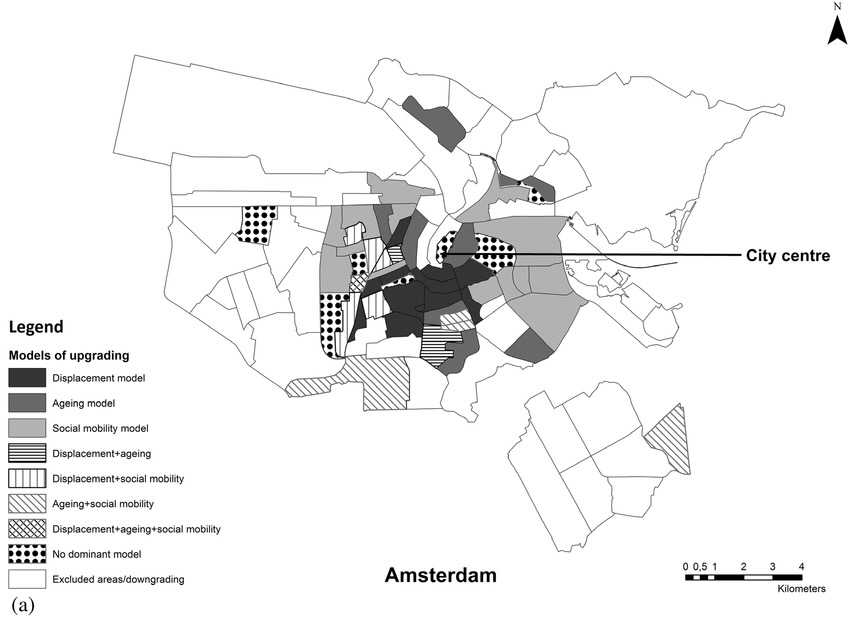 N
City centre
Legend
Models of upgrading
Displacement model
Ageing model
Social mobility model
Displacement+ageing
Displacement+social mobility
Ageing+social mobility
Displacement+ageing+social mobility
No dominant model
Excluded areas/downgrading
Amsterdam
0 0,5 1 2 3 4
Kilometers
(a)